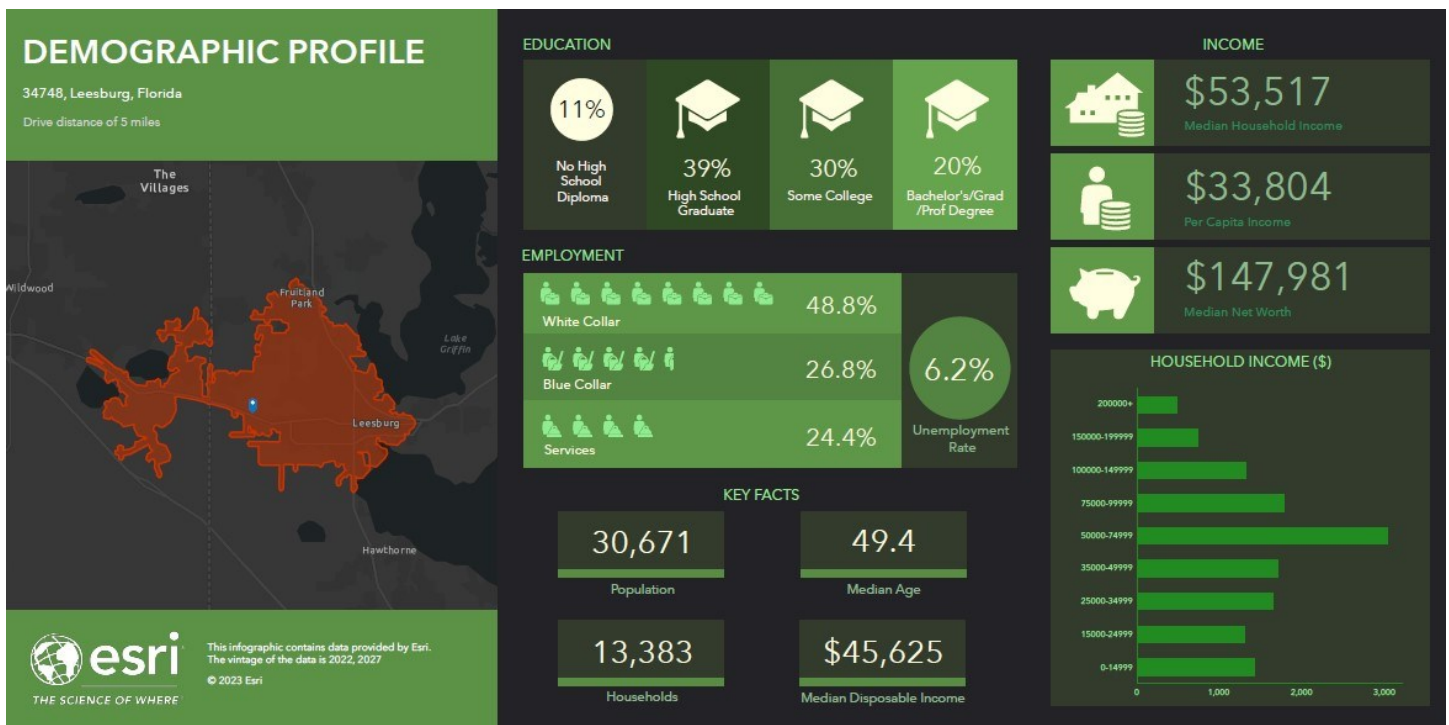 DEMOGRAPHIC PROFILE
34748, Leesburg, Florida
Drive distance of 5 miles
The
Villages
Wildwood
Fruitland
Park
Lake
Griffin
Leesburg
Hawthorne
esri
THE SCIENCE OF WHERE
This infographic contains data provided by Esri.
The vintage of the data is 2022, 2027
© 2023 Esri
EDUCATION
11%
No High
School
Diploma
39%
High School
Graduate
30%
Some College
20%
Bachelor's/Grad
/Prof Degree
EMPLOYMENT
White Collar
48.8%
Blue Collar
26.8%
Services
24.4%
6.2%
Unemployment
Rate
KEY FACTS
30,671
Population
49.4
Median Age
13,383
Households
$45,625
Median Disposable Income
INCOME
$53,517
Median Household Income
$33,804
Per Capita Income
$147,981
Median Net Worth
HOUSEHOLD INCOME ($)
200000+
150000-199999
100000-149999
75000-99999
50000-74999
35000-49999
25000-34999
15000-24999
0-14999
0 1,000 2,000 3,000